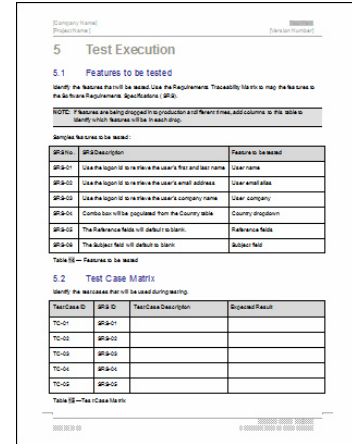 [Company Name]
[Project Name]
[Version Number]
5 Test Execution
5.1 Features to be tested
Identify the features that will be tested. Use the Requirements Traceability Matrix to map the features to
the Software Requirements Specifications (SRS).
NOTE: If features are being dropped into production at different times, add columns to this table to
identify which features will be in each drop.
Samples features to be tested:
SRS No. SRS Description Feature to be tested
SRS-01 Use the logon Id to retrieve the user's first and last name User name
SRS-02 Use the logon Id to retrieve the user's email address User email alias
SRS-03 Use the logon Id to retrieve the user's company name User company
SRS-04 Combo box will be populated from the Country table Country dropdown
SRS-05 The Reference fields will default to blank. Reference fields
SRS-06 The Subject field will default to blank Subject field
Table — Features to be tested
5.2 Test Case Matrix
Identify the test cases that will be used during testing.
Test Case ID SRS ID Test Case Description Expected Result
TC-01 SRS-01
TC-02 SRS-02
TC-03 SRS-03
TC-04 SRS-04
TC-05 SRS-05
Table — Test Case Matrix